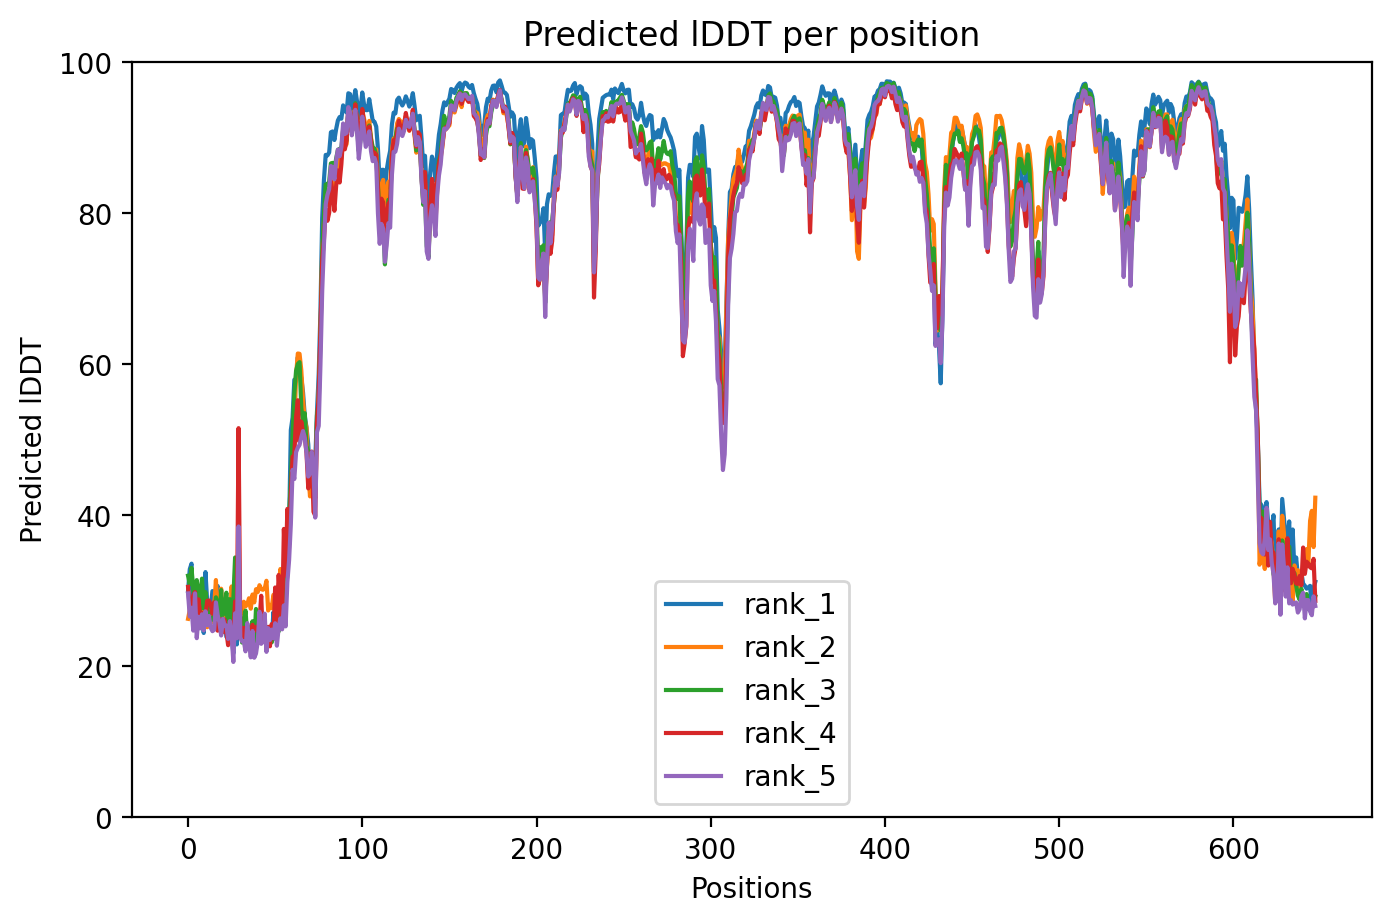 Predicted lDDT per position
100
80
60
40
20
0
Predicted lDDT
0 100 200 300 400 500 600
Positions
rank_1
rank_2
rank_3
rank_4
rank_5